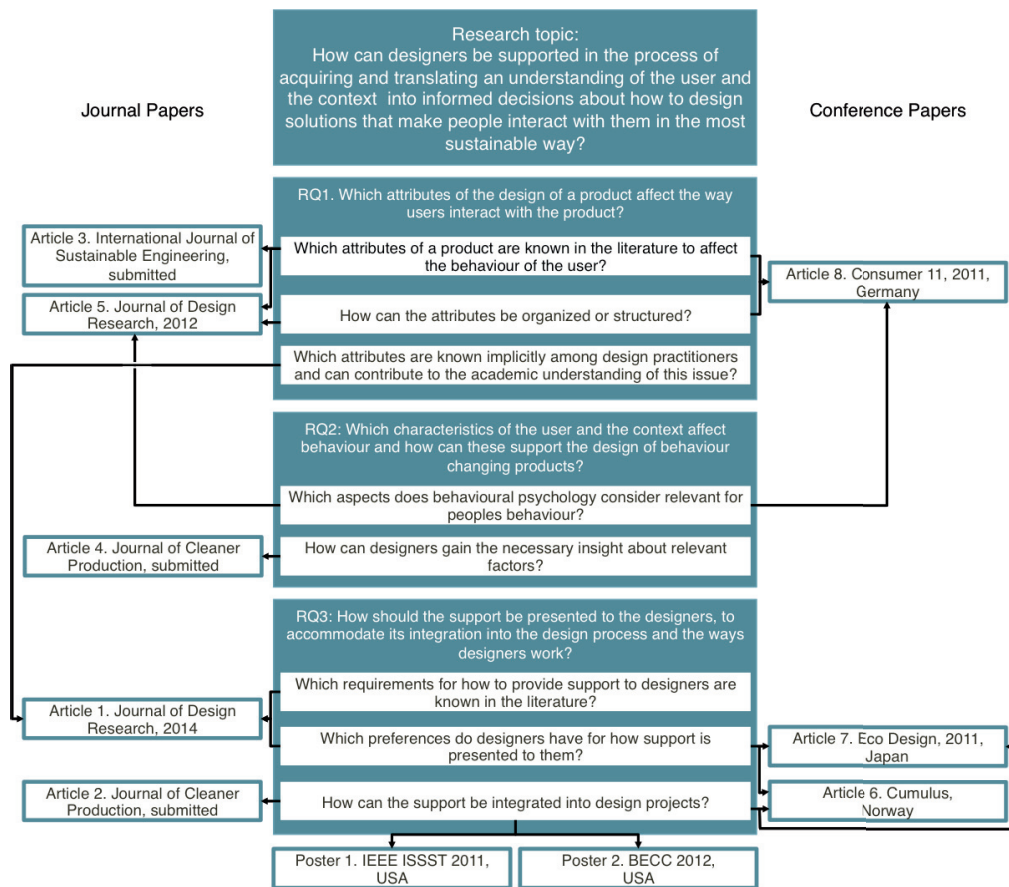 Research topic:
How can designers be supported in the process of
acquiring and translating an understanding of the user and
the context into informed decisions about how to design
solutions that make people interact with them in the most
sustainable way?
Journal Papers
Conference Papers
RQ1. Which attributes of the design of a product affect the way
users interact with the product?
Article 3. International Journal of
Sustainable Engineering,
submitted
Which attributes of a product are known in the literature to affect
the behaviour of the user?
Article 8. Consumer 11, 2011,
Germany
Article 5. Journal of Design
Research, 2012
How can the attributes be organized or structured?
Which attributes are known implicitly among design practitioners
and can contribute to the academic understanding of this issue?
RQ2: Which characteristics of the user and the context affect
behaviour and how can these support the design of behaviour
changing products?
Which aspects does behavioural psychology consider relevant for
peoples behaviour?
Article 4. Journal of Cleaner
Production, submitted
How can designers gain the necessary insight about relevant
factors?
RQ3: How should the support be presented to the designers, to
accommodate its integration into the design process and the ways
designers work?
Which requirements for how to provide support to designers are
known in the literature?
Article 1. Journal of Design
Research, 2014
Which preferences do designers have for how support is
presented to them?
Article 7. Eco Design, 2011,
Japan
Article 2. Journal of Cleaner
Production, submitted
How can the support be integrated into design projects?
Article 6. Cumulus,
Norway
Poster 1. IEEE ISSST 2011,
USA
Poster 2. BECC 2012,
USA